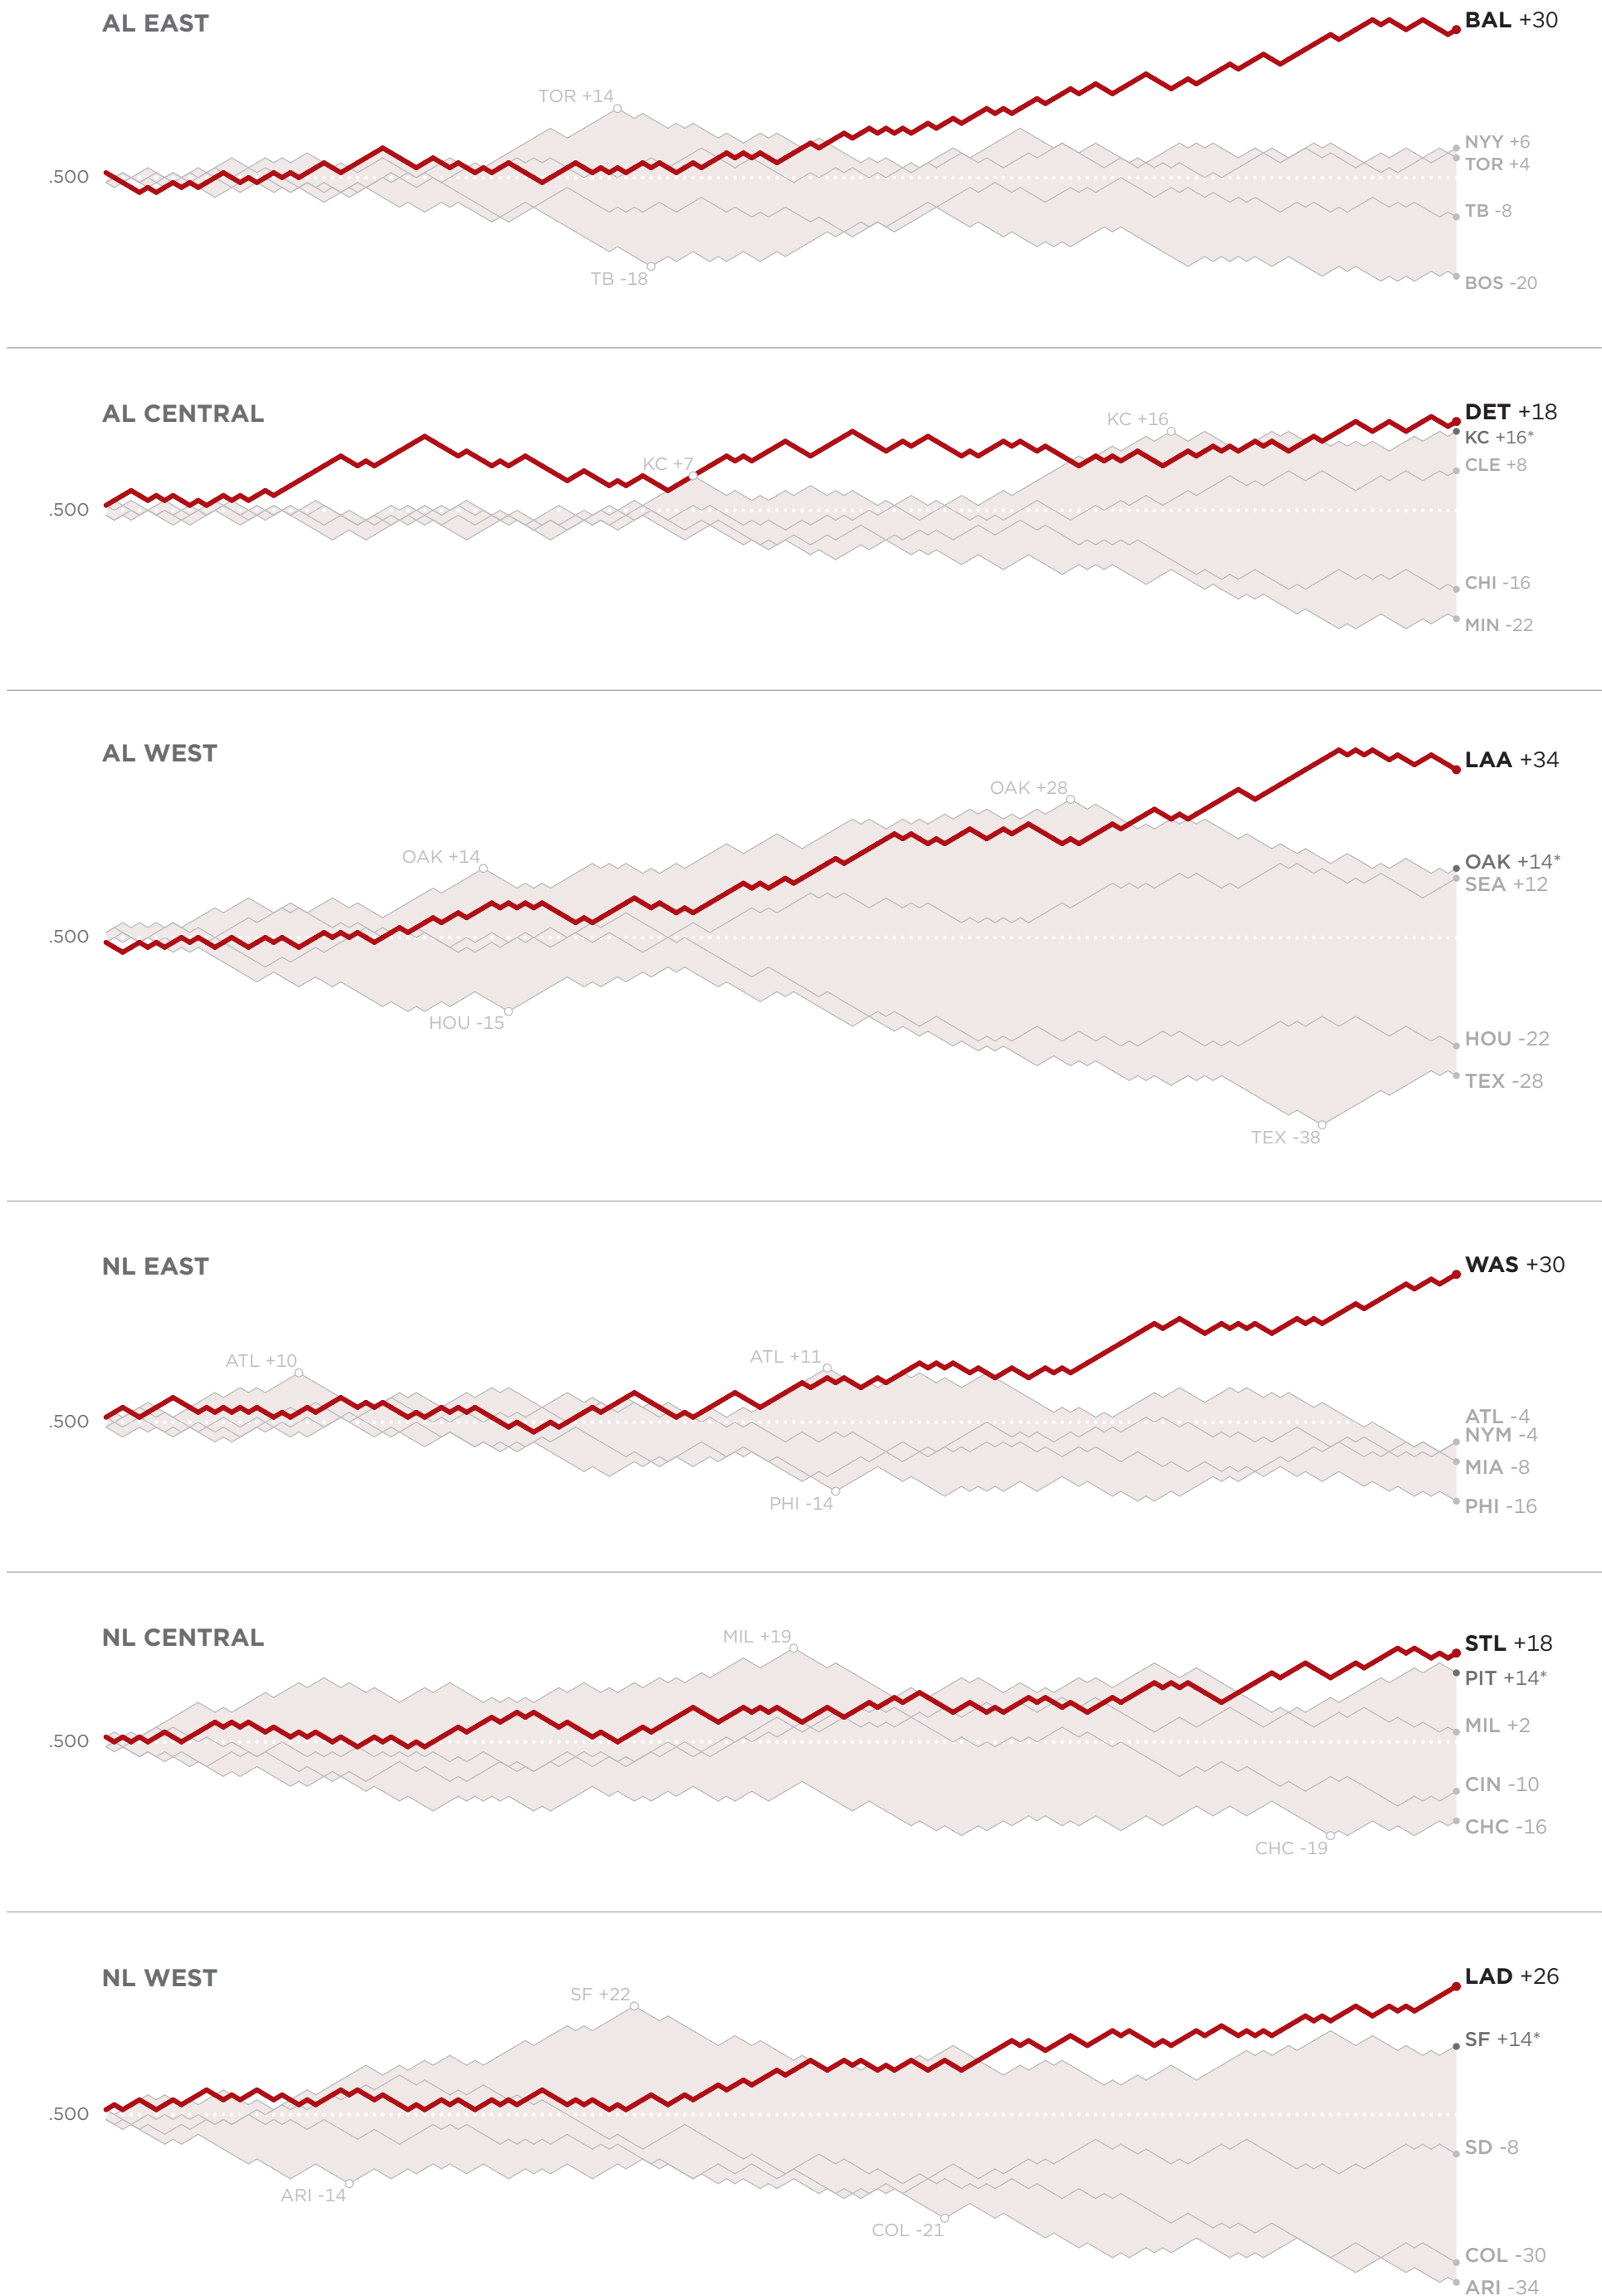 AL EAST
BAL +30
TOR +14
NYY +6
TOR +4
.500
TB -8
TB -18
BOS -20
AL CENTRAL
DET +18
KC +16
KC +16*
KC +7
CLE +8
.500
CHI -16
MIN -22
AL WEST
LAA +34
OAK +28
OAK +14
OAK +14*
SEA +12
.500
HOU -15
HOU -22
TEX -28
TEX -38
NL EAST
WAS +30
ATL +10
ATL +11
.500
ATL -4
NYM -4
MIA -8
PHI -14
PHI -16
NL CENTRAL
MIL +19
STL +18
PIT +14*
.500
MIL +2
CIN -10
CHC -16
CHC -19
NL WEST
LAD +26
SF +22
SF +14*
.500
SD -8
ARI -14
COL -21
COL -30
ARI -34